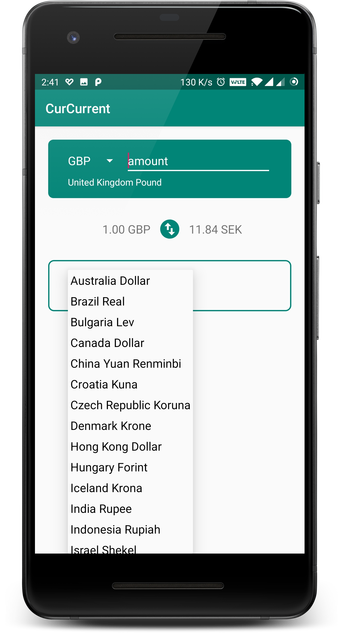 2:41 130 K/s VoLTE
CurCurrent
GBP amount
United Kingdom Pound
1.00 GBP 11.84 SEK
Australia Dollar
Brazil Real
Bulgaria Lev
Canada Dollar
China Yuan Renminbi
Croatia Kuna
Czech Republic Koruna
Denmark Krone
Hong Kong Dollar
Hungary Forint
Iceland Krona
India Rupee
Indonesia Rupiah
Israel Shekel